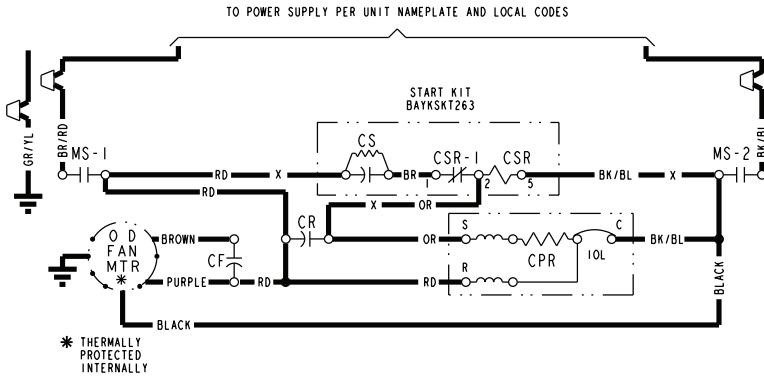 TO POWER SUPPLY PER UNIT NAMEPLATE AND LOCAL CODES
START KIT
BAYKSKT263
GR/YL
BR/RD
BK/BL
MS-1
CS
CSR-1
CSR
MS-2
RD
X
BR
1
2
5
BK/BL
X
RD
X
OR
CR
O D
FAN
MTR
*
BROWN
CF
PURPLE
RD
OR
S
C
CPR
IOL
BK/BL
RD
R
BLACK
BLACK
* THERMALLY
PROTECTED
INTERNALLY